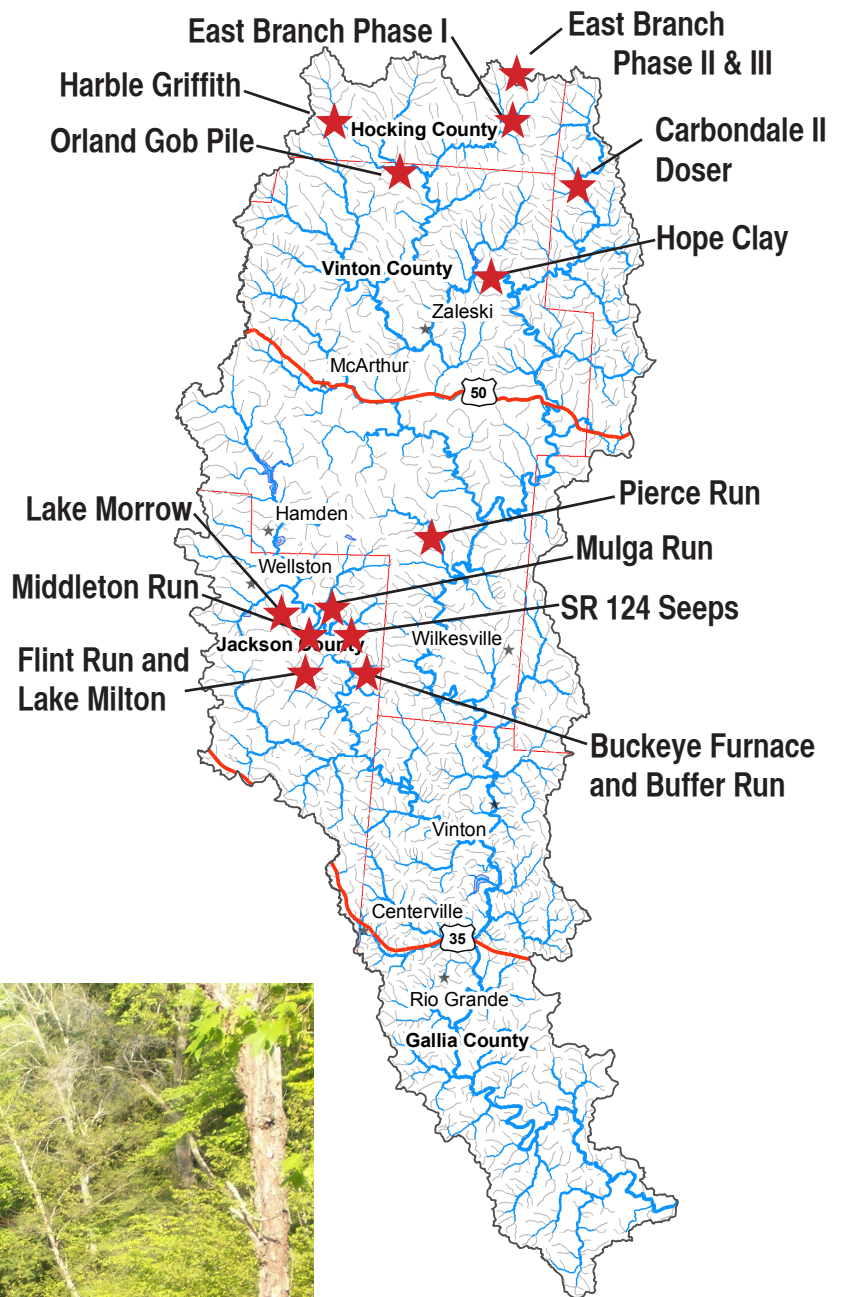 East Branch Phase I
East Branch
Phase II & III
Harble Griffith
Hocking County
Orland Gob Pile
Carbondale II
Doser
Hope Clay
Vinton County
Zaleski
McArthur
50
Pierce Run
Lake Morrow
Hamden
Mulga Run
Wellston
Middleton Run
SR 124 Seeps
Wilkesville
Jackson County
Flint Run and
Lake Milton
Buckeye Furnace
and Buffer Run
Vinton
Centerville
35
Rio Grande
Gallia County